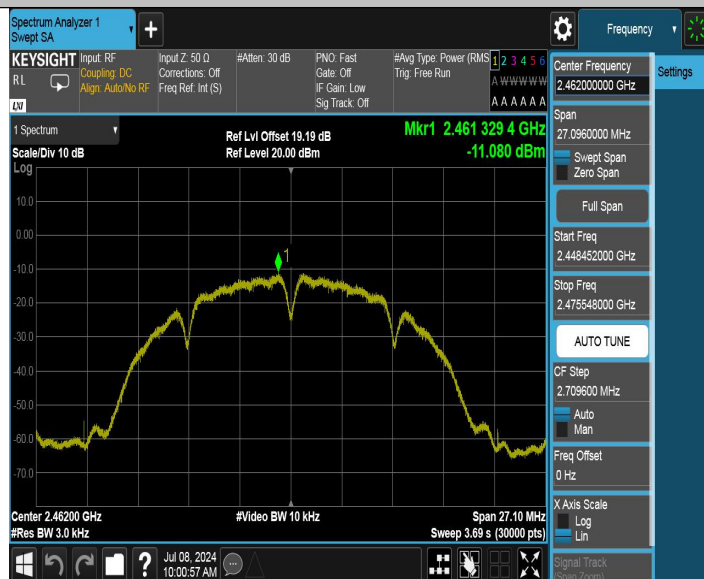 Spectrum Analyzer 1
Swept SA
+
Frequency
KEYSIGHT
R L
LXI
Input: RF
Coupling: DC
Align: Auto/No RF
Input Z: 50 Ω
Corrections: Off
Freq Ref: Int (S)
#Atten: 30 dB
PNO: Fast
Gate: Off
IF Gain: Low
Sig Track: Off
#Avg Type: Power (RMS
Trig: Free Run
1 2 3 4 5 6
A W W W W W
A A A A A A
1 Spectrum
Scale/Div 10 dB
Log
Ref Lvl Offset 19.19 dB
Ref Level 20.00 dBm
Mkr1 2.461 329 4 GHz
-11.080 dBm
10.0
0.00
-10.0
-20.0
-30.0
-40.0
-50.0
-60.0
-70.0
1
Center 2.46200 GHz
#Res BW 3.0 kHz
#Video BW 10 kHz
Span 27.10 MHz
Sweep 3.69 s (30000 pts)
?
Jul 08, 2024
10:00:57 AM
Center Frequency
2.462000000 GHz
Settings
Span
27.0960000 MHz
Swept Span
Zero Span
Full Span
Start Freq
2.448452000 GHz
Stop Freq
2.475548000 GHz
AUTO TUNE
CF Step
2.709600 MHz
Auto
Man
Freq Offset
0 Hz
X Axis Scale
Log
Lin
Signal Track
(Span Zoom)